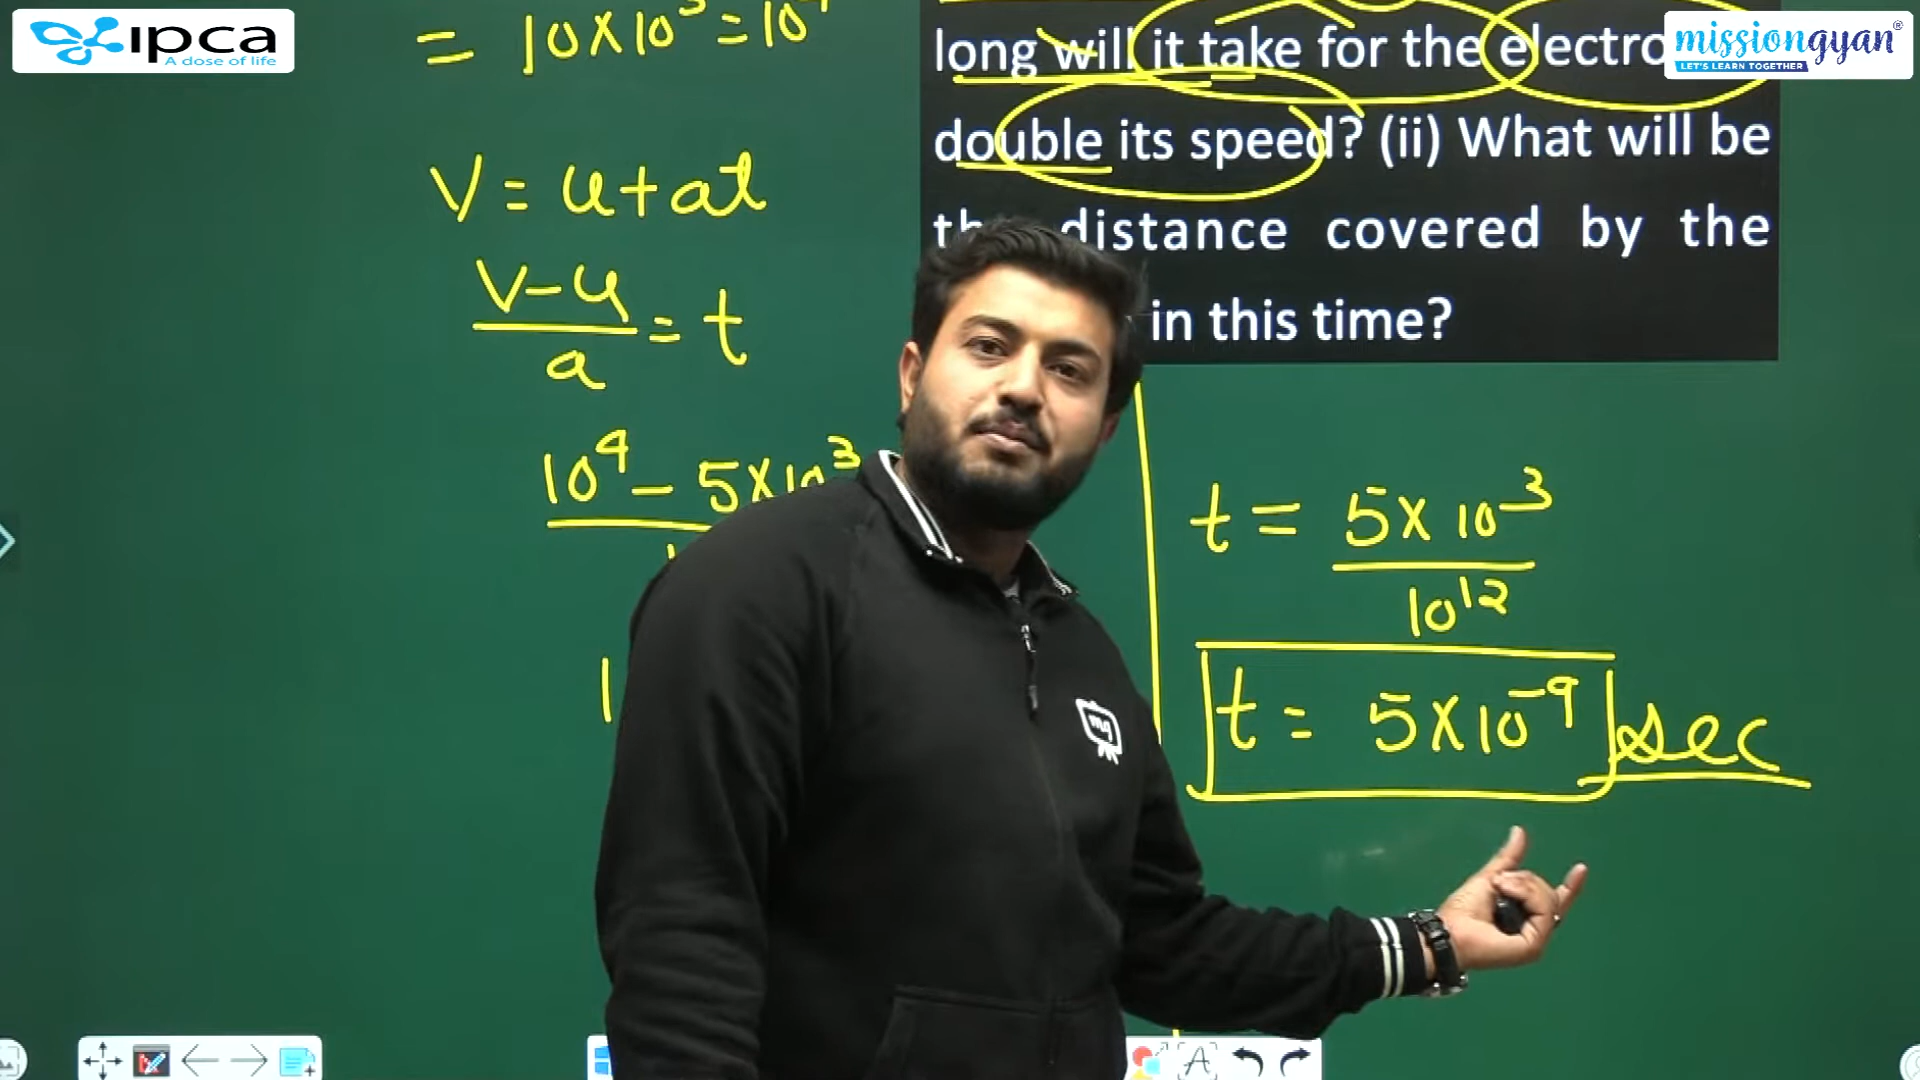 ipca
A dose of life
missiongyan®
LET'S LEARN TOGETHER
= 10×10³=10⁴
long will it take for the electro
double its speed? (ii) What will be
distance covered by the
in this time?
V = u+at
V-u
a
= t
10⁴ - 5×10³
t = 5×10³
10¹²
t = 5×10⁻⁹ sec
mg
A